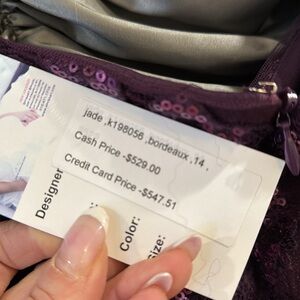 jade ,k198056 ,bordeaux ,14 ,
Cash Price -$529.00
Credit Card Price -$547.51
Designer
Color:
Size: